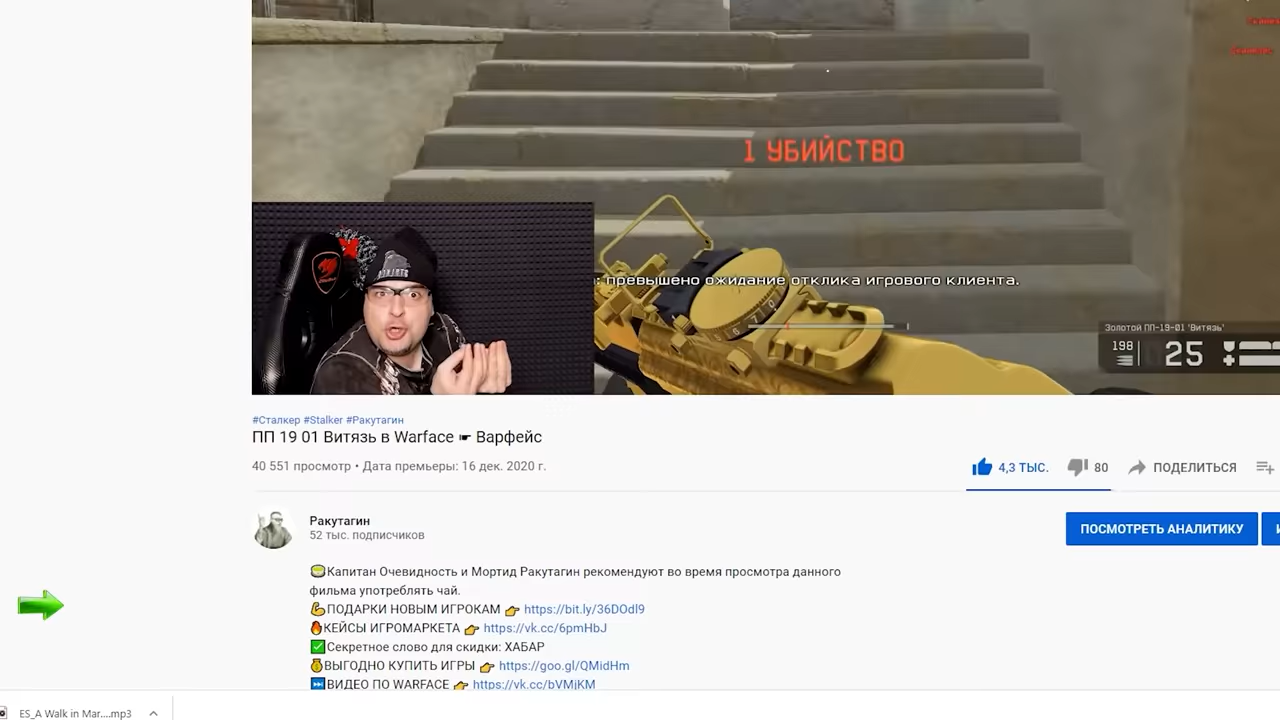 1 УБИЙСТВО
: превышено ожидание отклика игрового клиента.
Золотой ПП-19-01 'Витязь'
198
25
#Сталкер #Stalker #Ракутагин
ПП 19 01 Витязь в Warface ☛ Варфейс
40 551 просмотр • Дата премьеры: 16 дек. 2020 г.
4,3 ТЫС.
80
ПОДЕЛИТЬСЯ
Ракутагин
52 тыс. подписчиков
ПОСМОТРЕТЬ АНАЛИТИКУ
Капитан Очевидность и Мортид Ракутагин рекомендуют во время просмотра данного
фильма употреблять чай.
💪ПОДАРКИ НОВЫМ ИГРОКАМ 👉 https://bit.ly/36DOdl9
🔥КЕЙСЫ ИГРОМАРКЕТА 👉 https://vk.cc/6pmHbJ
✅Секретное слово для скидки: ХАБАР
💰ВЫГОДНО КУПИТЬ ИГРЫ 👉 https://goo.gl/QMidHm
⏭ВИДЕО ПО WARFACE 👉 https://vk.cc/bVMjKM
ES_A Walk in Mar....mp3